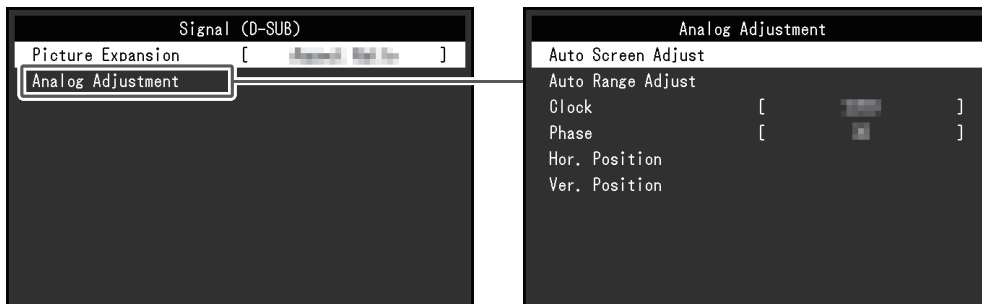 Signal (D-SUB)
Picture Expansion [ ]
Analog Adjustment
Analog Adjustment
Auto Screen Adjust
Auto Range Adjust
Clock [ ]
Phase [ ]
Hor. Position
Ver. Position